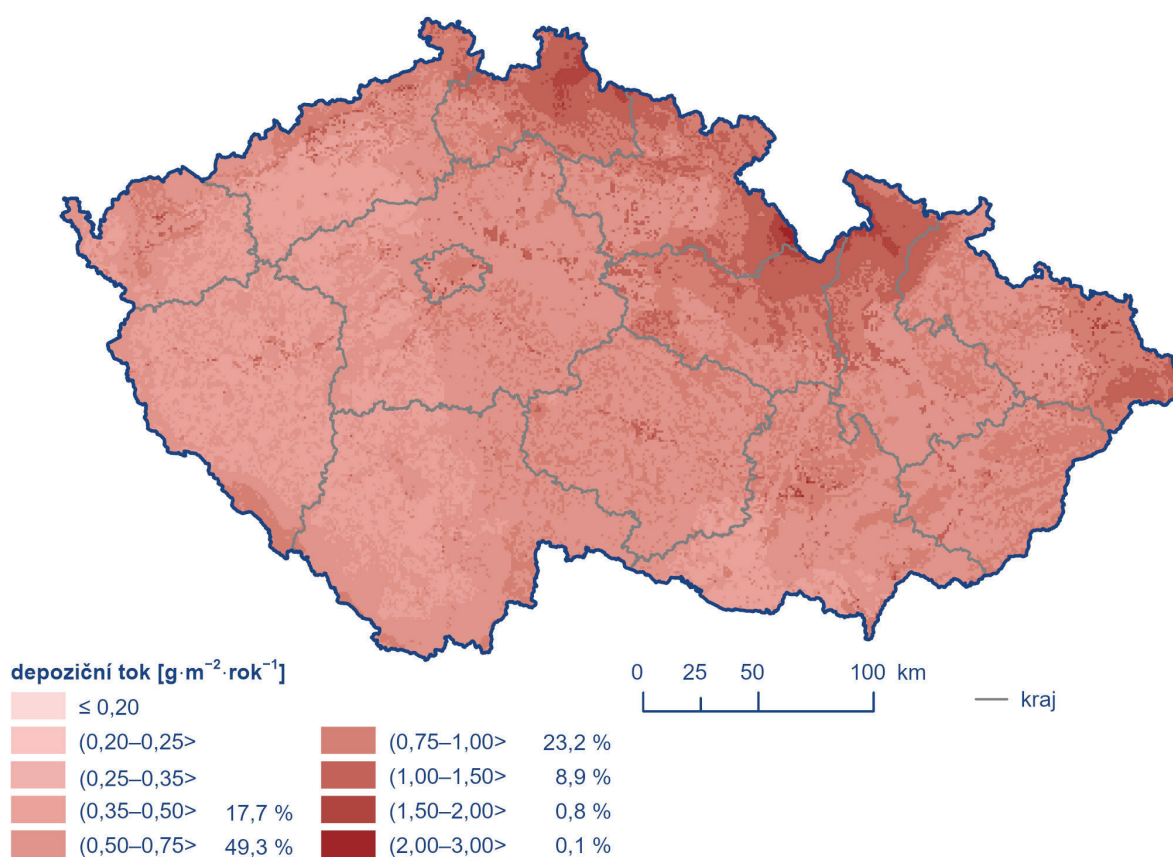 depoziční tok [g·m⁻²·rok⁻¹]
≤ 0,20
(0,20–0,25>
(0,25–0,35>
(0,35–0,50> 17,7 %
(0,50–0,75> 49,3 %
(0,75–1,00> 23,2 %
(1,00–1,50> 8,9 %
(1,50–2,00> 0,8 %
(2,00–3,00> 0,1 %
0 25 50 100 km
kraj